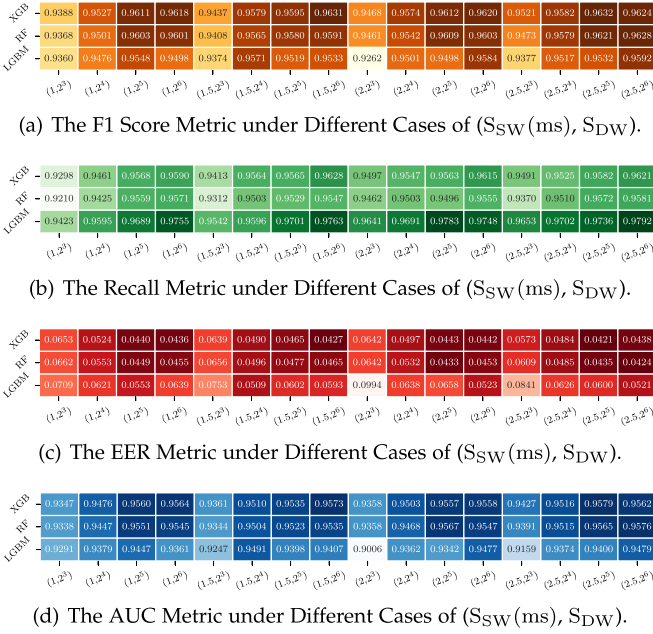 XGB 0.9388 0.9527 0.9611 0.9618 0.9437 0.9579 0.9595 0.9631 0.9468 0.9574 0.9612 0.9620 0.9521 0.9582 0.9632 0.9624
RF 0.9368 0.9501 0.9603 0.9601 0.9408 0.9565 0.9580 0.9591 0.9461 0.9542 0.9609 0.9603 0.9473 0.9579 0.9621 0.9628
LGBM 0.9360 0.9476 0.9548 0.9498 0.9374 0.9571 0.9519 0.9533 0.9262 0.9501 0.9498 0.9584 0.9377 0.9517 0.9532 0.9592
(1,2³) (1,2⁴) (1,2⁵) (1,2⁶) (1.5,2³) (1.5,2⁴) (1.5,2⁵) (1.5,2⁶) (2,2³) (2,2⁴) (2,2⁵) (2,2⁶) (2.5,2³) (2.5,2⁴) (2.5,2⁵) (2.5,2⁶)
(a) The F1 Score Metric under Different Cases of (S_SW(ms), S_DW).
XGB 0.9298 0.9461 0.9568 0.9590 0.9413 0.9564 0.9565 0.9628 0.9497 0.9547 0.9563 0.9615 0.9491 0.9525 0.9582 0.9621
RF 0.9210 0.9425 0.9559 0.9571 0.9312 0.9503 0.9529 0.9547 0.9462 0.9503 0.9496 0.9555 0.9370 0.9510 0.9572 0.9581
LGBM 0.9423 0.9595 0.9689 0.9755 0.9542 0.9596 0.9701 0.9763 0.9641 0.9691 0.9783 0.9748 0.9653 0.9702 0.9736 0.9792
(1,2³) (1,2⁴) (1,2⁵) (1,2⁶) (1.5,2³) (1.5,2⁴) (1.5,2⁵) (1.5,2⁶) (2,2³) (2,2⁴) (2,2⁵) (2,2⁶) (2.5,2³) (2.5,2⁴) (2.5,2⁵) (2.5,2⁶)
(b) The Recall Metric under Different Cases of (S_SW(ms), S_DW).
XGB 0.0653 0.0524 0.0440 0.0436 0.0639 0.0490 0.0465 0.0427 0.0642 0.0497 0.0443 0.0442 0.0573 0.0484 0.0421 0.0438
RF 0.0662 0.0553 0.0449 0.0455 0.0656 0.0496 0.0477 0.0465 0.0642 0.0532 0.0433 0.0453 0.0609 0.0485 0.0435 0.0424
LGBM 0.0709 0.0621 0.0553 0.0639 0.0753 0.0509 0.0602 0.0593 0.0994 0.0638 0.0658 0.0523 0.0841 0.0626 0.0600 0.0521
(1,2³) (1,2⁴) (1,2⁵) (1,2⁶) (1.5,2³) (1.5,2⁴) (1.5,2⁵) (1.5,2⁶) (2,2³) (2,2⁴) (2,2⁵) (2,2⁶) (2.5,2³) (2.5,2⁴) (2.5,2⁵) (2.5,2⁶)
(c) The EER Metric under Different Cases of (S_SW(ms), S_DW).
XGB 0.9347 0.9476 0.9560 0.9564 0.9361 0.9510 0.9535 0.9573 0.9358 0.9503 0.9557 0.9558 0.9427 0.9516 0.9579 0.9562
RF 0.9338 0.9447 0.9551 0.9545 0.9344 0.9504 0.9523 0.9535 0.9358 0.9468 0.9567 0.9547 0.9391 0.9515 0.9565 0.9576
LGBM 0.9291 0.9379 0.9447 0.9361 0.9247 0.9491 0.9398 0.9407 0.9006 0.9362 0.9342 0.9477 0.9159 0.9374 0.9400 0.9479
(1,2³) (1,2⁴) (1,2⁵) (1,2⁶) (1.5,2³) (1.5,2⁴) (1.5,2⁵) (1.5,2⁶) (2,2³) (2,2⁴) (2,2⁵) (2,2⁶) (2.5,2³) (2.5,2⁴) (2.5,2⁵) (2.5,2⁶)
(d) The AUC Metric under Different Cases of (S_SW(ms), S_DW).